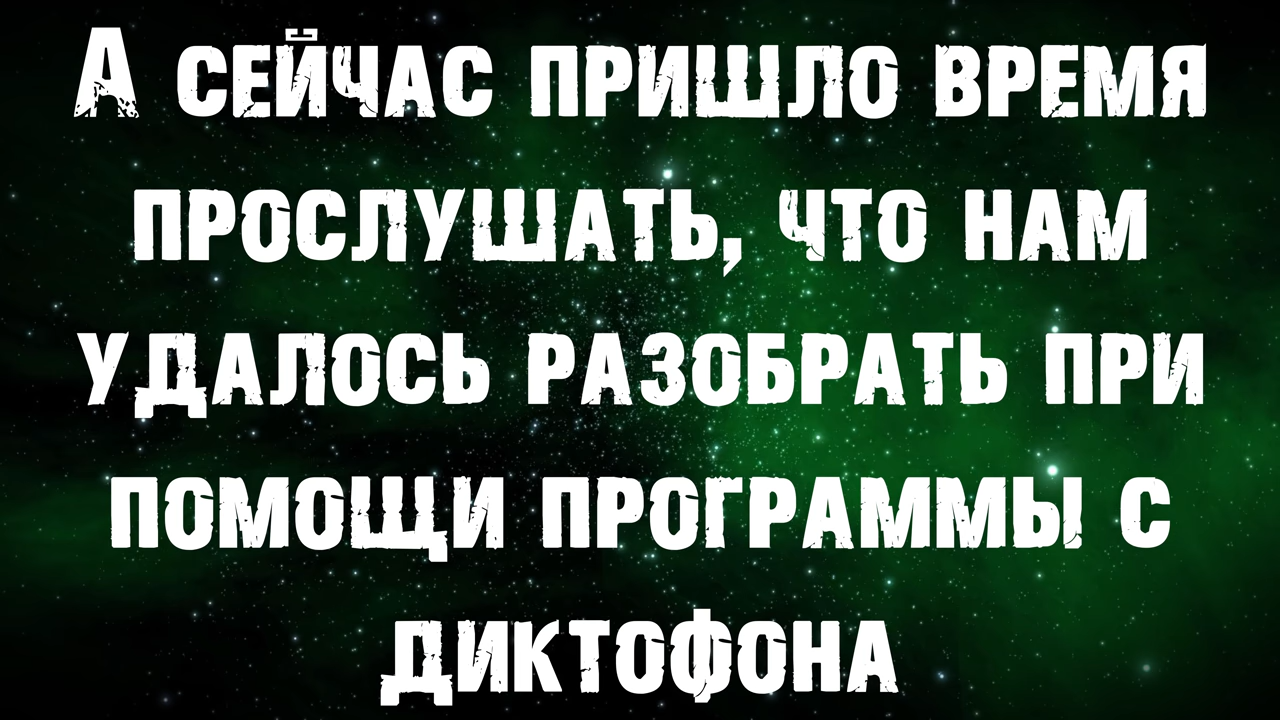 А сейчас пришло время
прослушать, что нам
удалось разобрать при
помощи программы с
диктофона